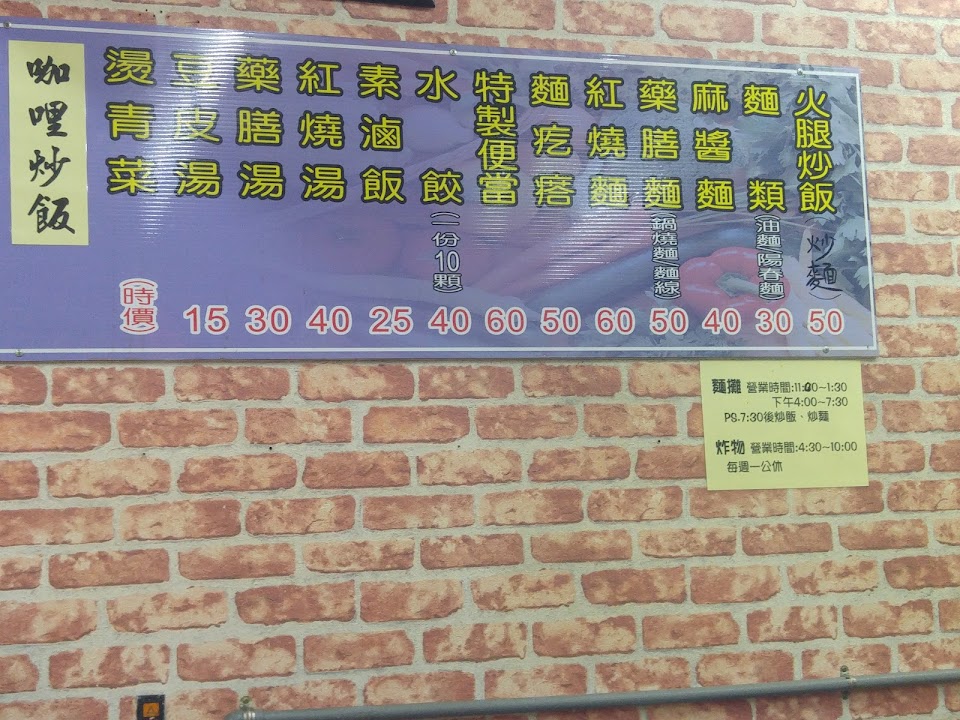 火腿炒飯(炒麵) 50
麵類(油麵/陽春麵) 30
麻醬麵 40
藥膳麵(鍋燒麵/麵線) 50
紅燒麵 60
麵疙瘩 50
特製便當 60
水餃(一份10顆) 40
素滷飯 25
紅燒湯 40
藥膳湯 30
豆皮湯 15
燙青菜(時價)
咖哩炒飯
麵攤 營業時間:11:00~1:30
下午4:00~7:30
PS.7:30後炒飯、炒麵
炸物 營業時間:4:30~10:00
每週一公休